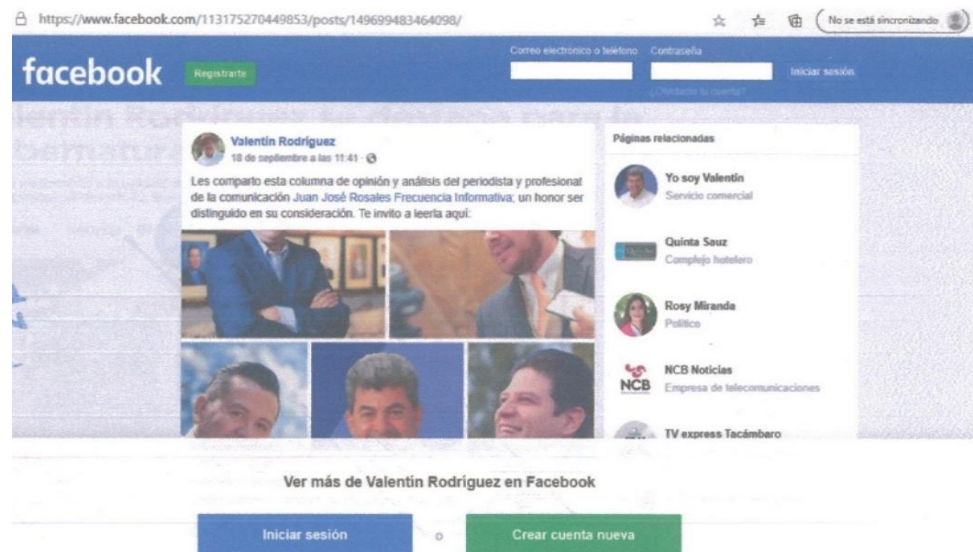 https://www.facebook.com/113175270449853/posts/149699483464098/
No se está sincronizando
facebook
Registrarte
Correo electrónico o teléfono
Contraseña
Iniciar sesión
¿Olvidaste tu cuenta?
Valentín Rodríguez
18 de septiembre a las 11:41 ·
Les comparto esta columna de opinión y análisis del periodista y profesional
de la comunicación Juan José Rosales Frecuencia Informativa; un honor ser
distinguido en su consideración. Te invito a leerla aquí:
Páginas relacionadas
Yo soy Valentín
Servicio comercial
Quinta Sauz
Complejo hotelero
Rosy Miranda
Político
NCB
NCB Noticias
Empresa de telecomunicaciones
TV express Tacámbaro
Ver más de Valentín Rodríguez en Facebook
Iniciar sesión
o
Crear cuenta nueva